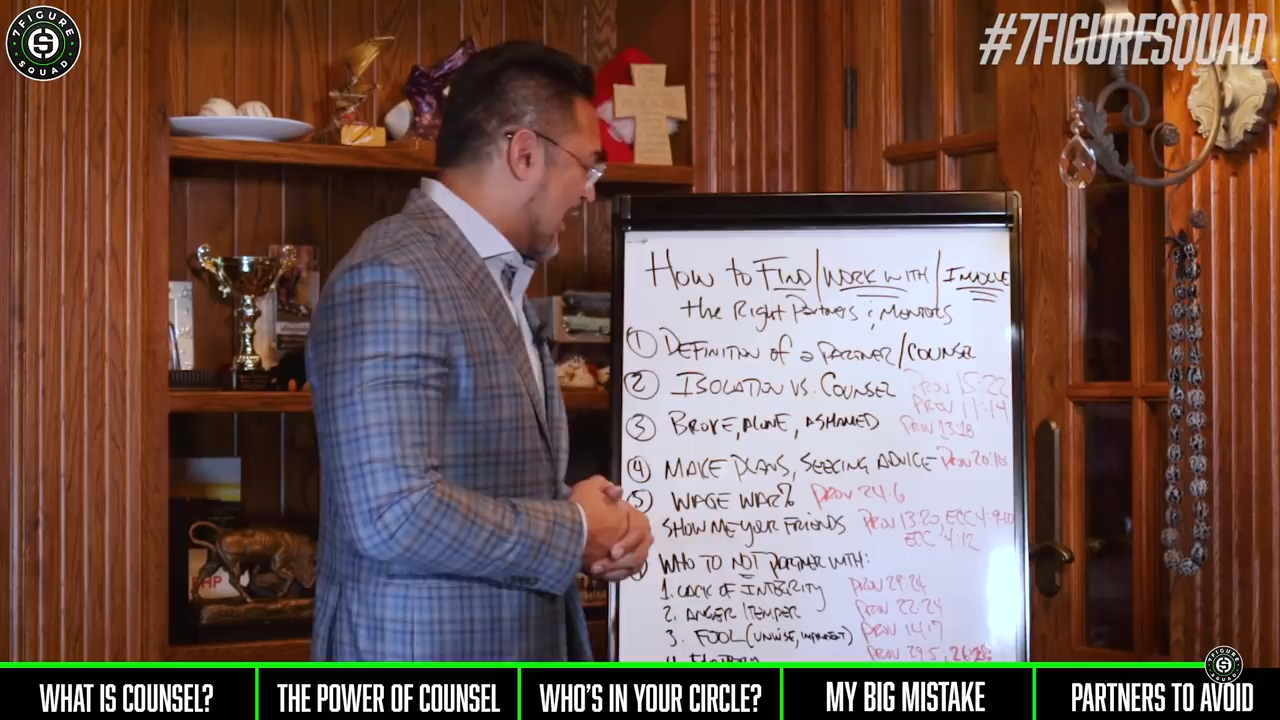 7FIGURE
SQUAD
#7FIGURESQUAD
How to Find/Work With/Involve
the Right Partners & Mentors
① Definition of a Partner/Counsel
② Isolation vs. Counsel Prov 15:22
Prov 11:14
③ Broke, Alone, Ashamed Prov 13:18
④ Make Plans, Seeking Advice Prov 20:18
⑤ Wage War? Prov 24:6
Show Me Your Friends Prov 13:20, Ecc 4:9-10
Ecc 4:12
Who to Not Partner With:
1. Lack of Integrity Prov 29:24
2. Anger/Temper Prov 22:24
3. Fool (Unwise, ) Prov 14:7
Prov 29:5, 26:28
PHP
7FIGURE
SQUAD
WHAT IS COUNSEL?
THE POWER OF COUNSEL
WHO'S IN YOUR CIRCLE?
MY BIG MISTAKE
PARTNERS TO AVOID